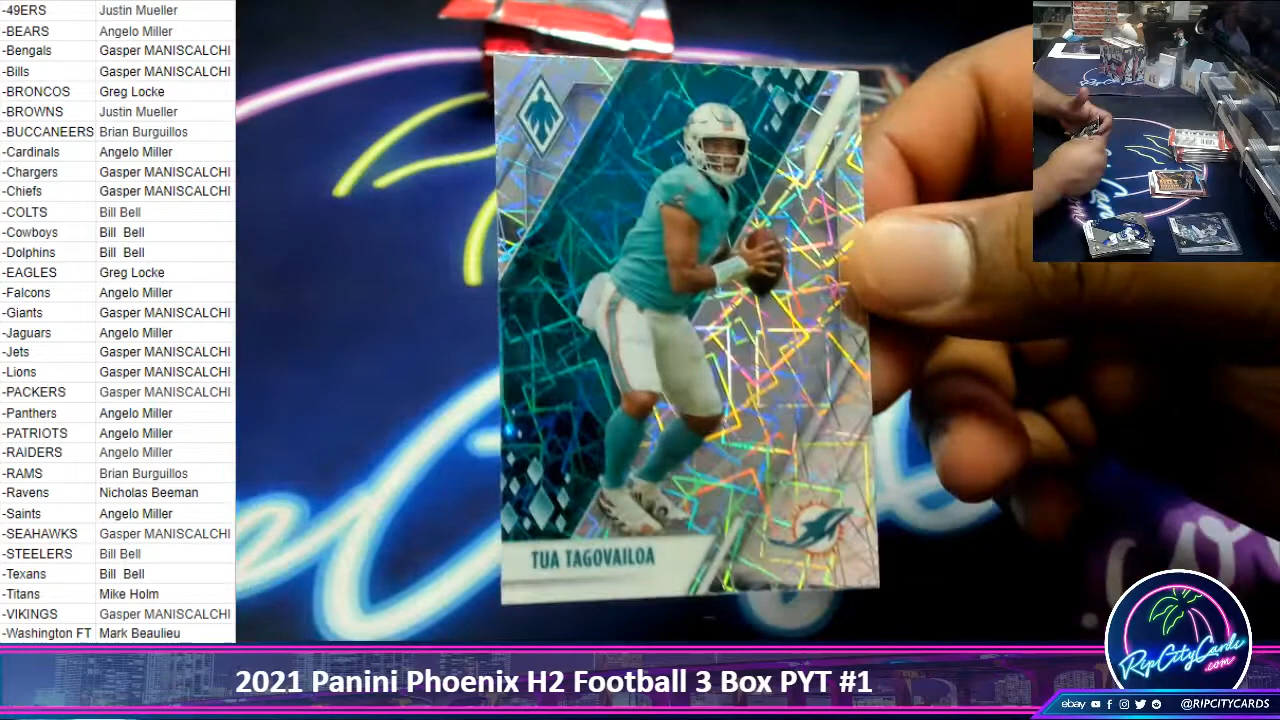 -49ERS Justin Mueller
-BEARS Angelo Miller
-Bengals Gasper MANISCALCHI
-Bills Gasper MANISCALCHI
-BRONCOS Greg Locke
-BROWNS Justin Mueller
-BUCCANEERS Brian Burguillos
-Cardinals Angelo Miller
-Chargers Gasper MANISCALCHI
-Chiefs Gasper MANISCALCHI
-COLTS Bill Bell
-Cowboys Bill Bell
-Dolphins Bill Bell
-EAGLES Greg Locke
-Falcons Angelo Miller
-Giants Gasper MANISCALCHI
-Jaguars Angelo Miller
-Jets Gasper MANISCALCHI
-Lions Gasper MANISCALCHI
-PACKERS Gasper MANISCALCHI
-Panthers Angelo Miller
-PATRIOTS Angelo Miller
-RAIDERS Angelo Miller
-RAMS Brian Burguillos
-Ravens Nicholas Beeman
-Saints Angelo Miller
-SEAHAWKS Gasper MANISCALCHI
-STEELERS Bill Bell
-Texans Bill Bell
-Titans Mike Holm
-VIKINGS Gasper MANISCALCHI
-Washington FT Mark Beaulieu
TUA TAGOVAILOA
2021 Panini Phoenix H2 Football 3 Box PYT #1
RipCityCards
.com
ebay @RIPCITYCARDS